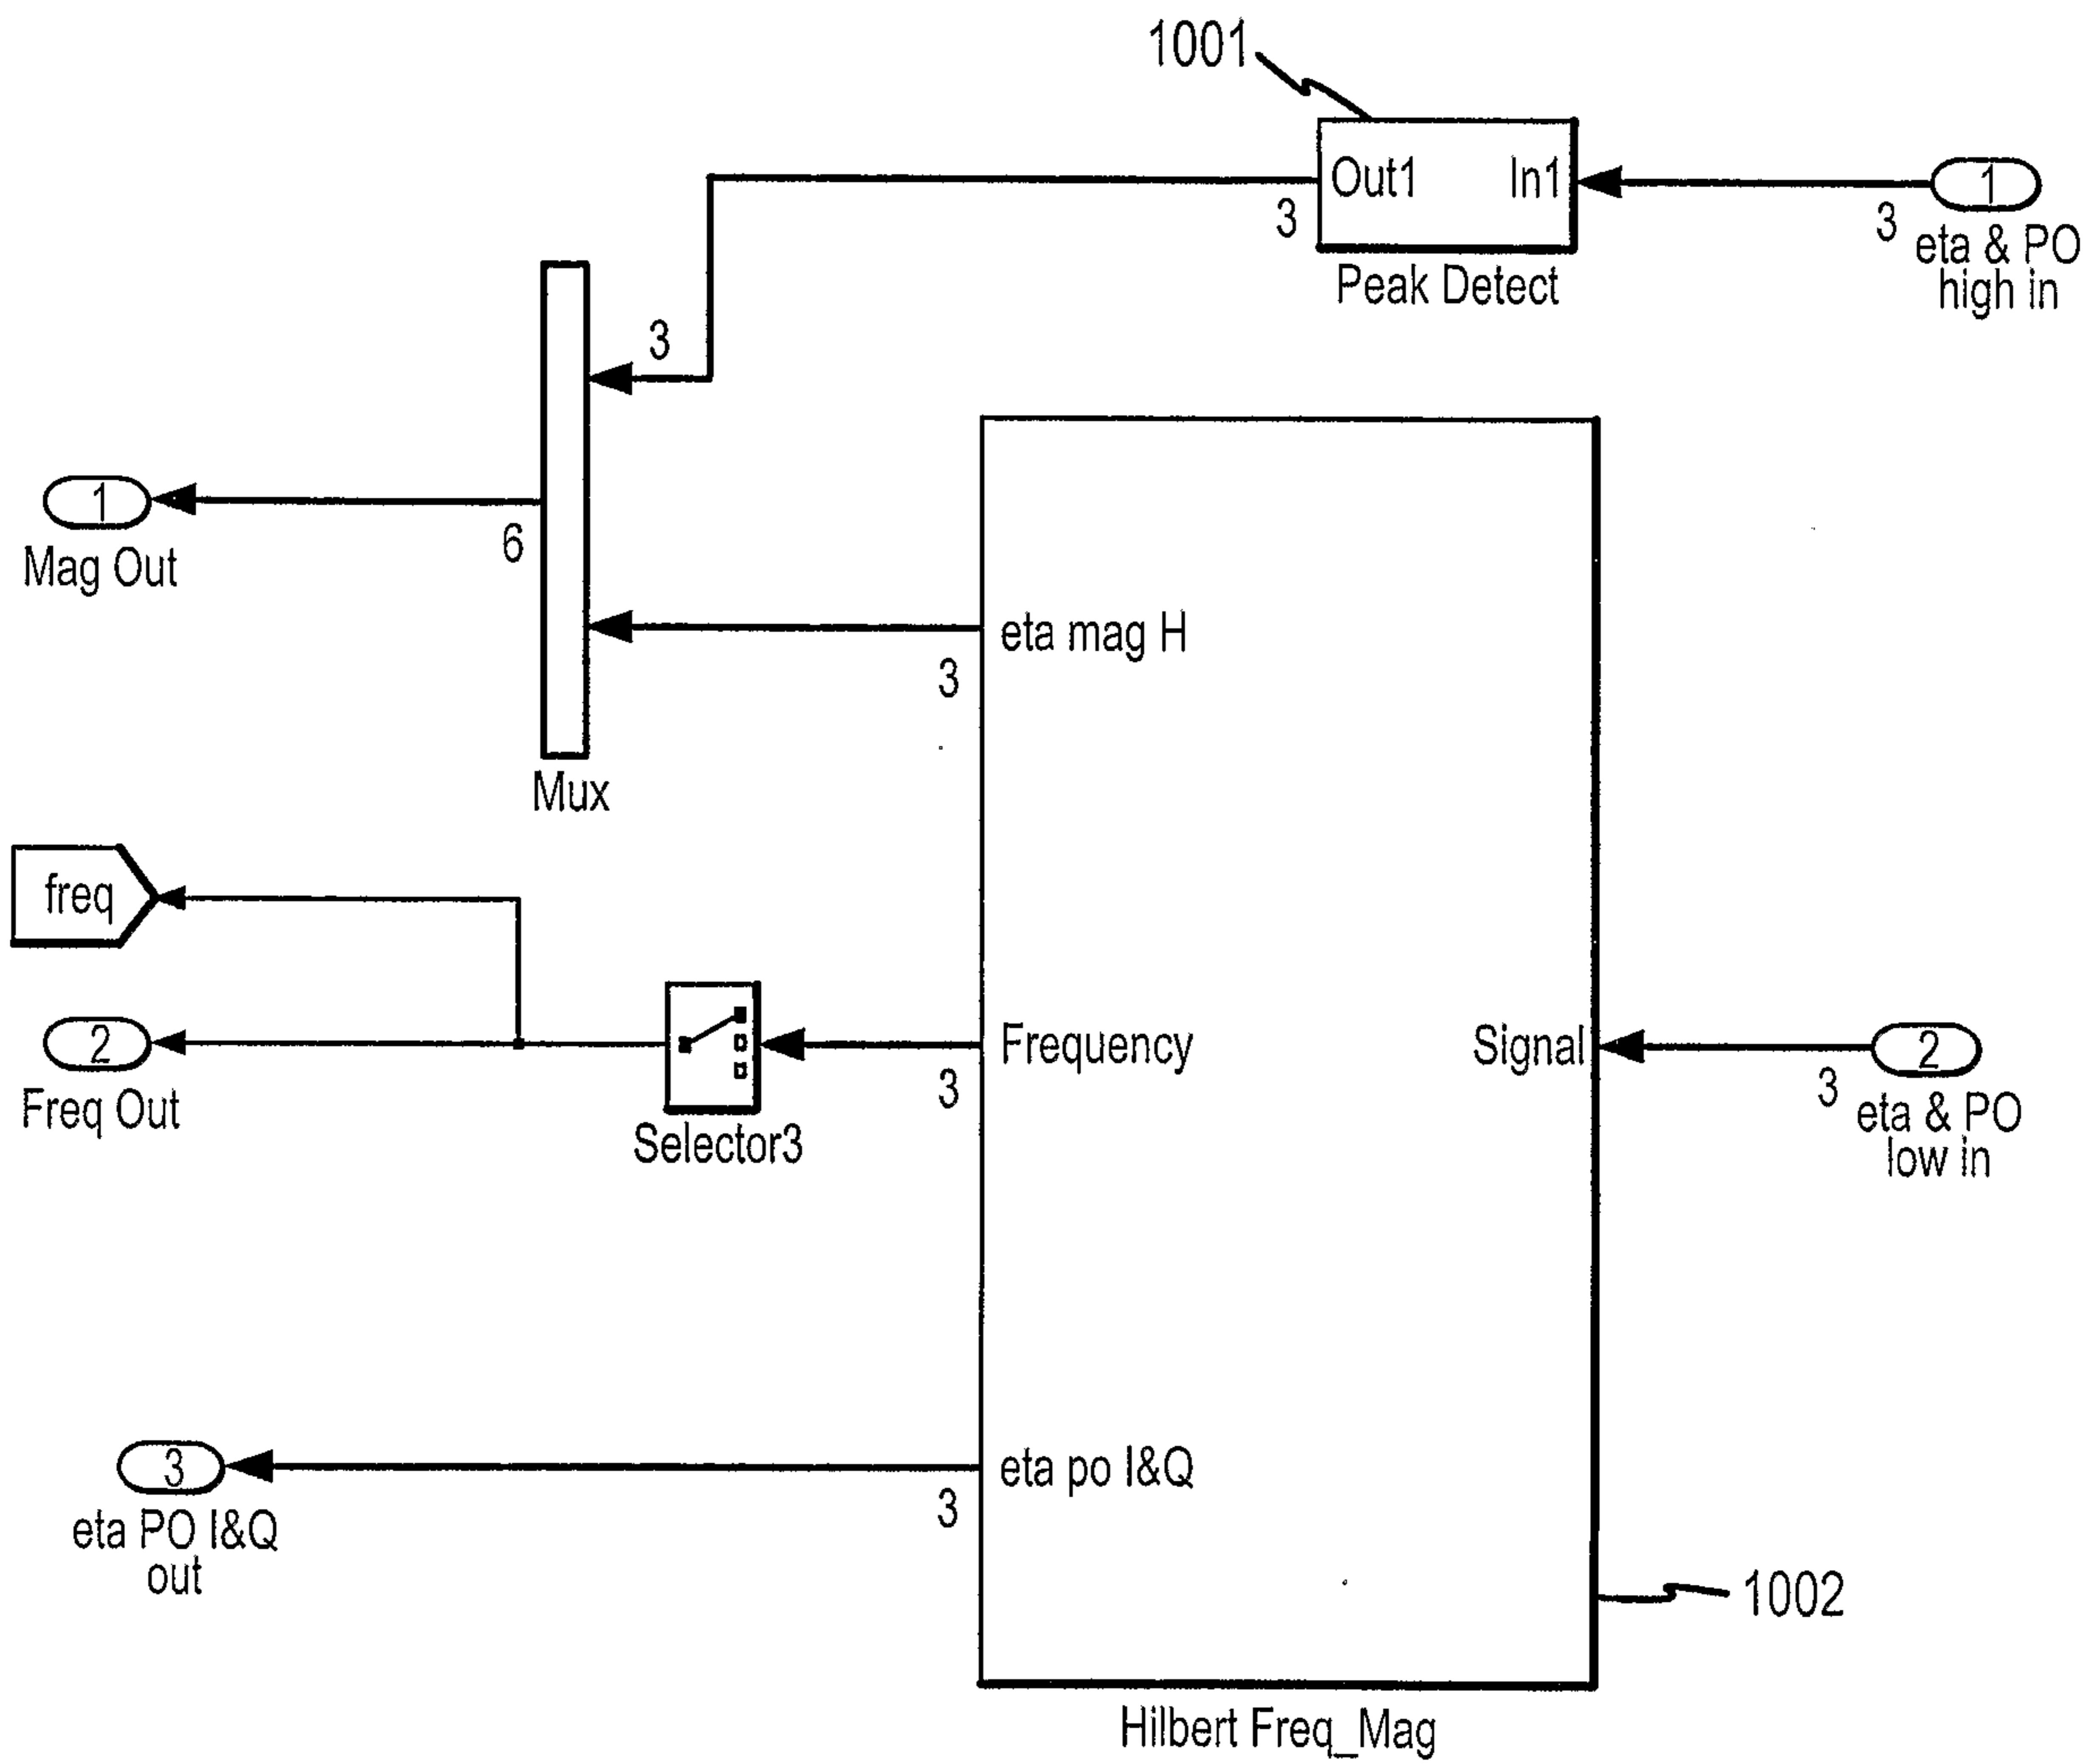 1001
Out1
In1
1
3
3
eta & PO
high in
Peak Detect
3
1
6
Mag Out
eta mag H
3
Mux
freq
2
Frequency
Signal
2
3
3
Freq Out
Selector3
eta & PO
low in
3
eta po I&Q
3
eta PO I&Q
out
1002
Hilbert Freq_Mag